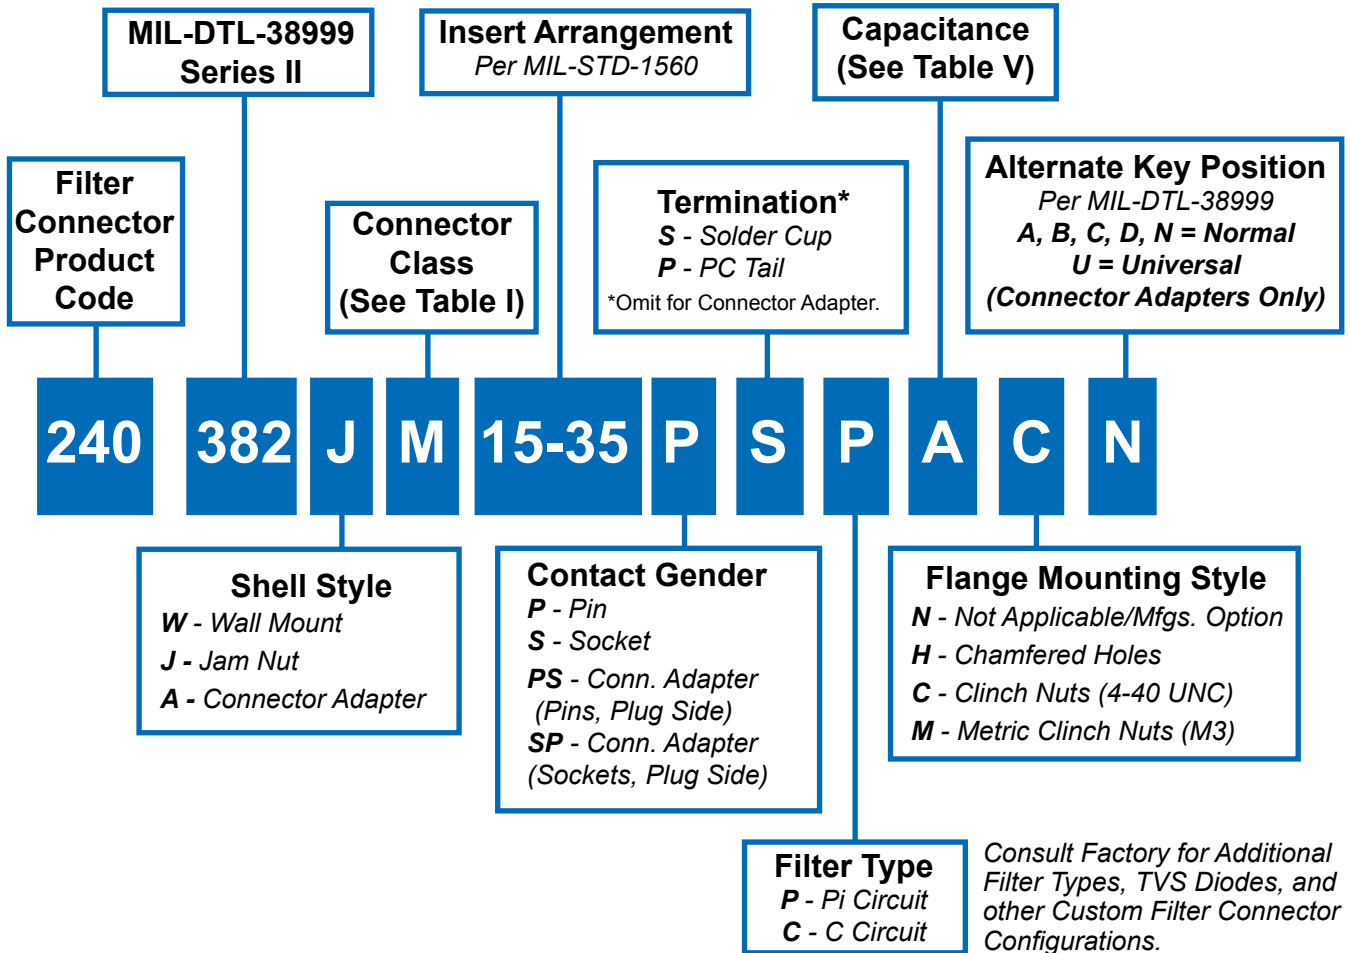 MIL-DTL-38999
Series II
Insert Arrangement
Per MIL-STD-1560
Capacitance
(See Table V)
Filter
Connector
Product
Code
Connector
Class
(See Table I)
Termination*
S - Solder Cup
P - PC Tail
*Omit for Connector Adapter.
Alternate Key Position
Per MIL-DTL-38999
A, B, C, D, N = Normal
U = Universal
(Connector Adapters Only)
240 382 J M 15-35 P S P A C N
Shell Style
W - Wall Mount
J - Jam Nut
A - Connector Adapter
Contact Gender
P - Pin
S - Socket
PS - Conn. Adapter
(Pins, Plug Side)
SP - Conn. Adapter
(Sockets, Plug Side)
Flange Mounting Style
N - Not Applicable/Mfgs. Option
H - Chamfered Holes
C - Clinch Nuts (4-40 UNC)
M - Metric Clinch Nuts (M3)
Filter Type
P - Pi Circuit
C - C Circuit
Consult Factory for Additional
Filter Types, TVS Diodes, and
other Custom Filter Connector
Configurations.